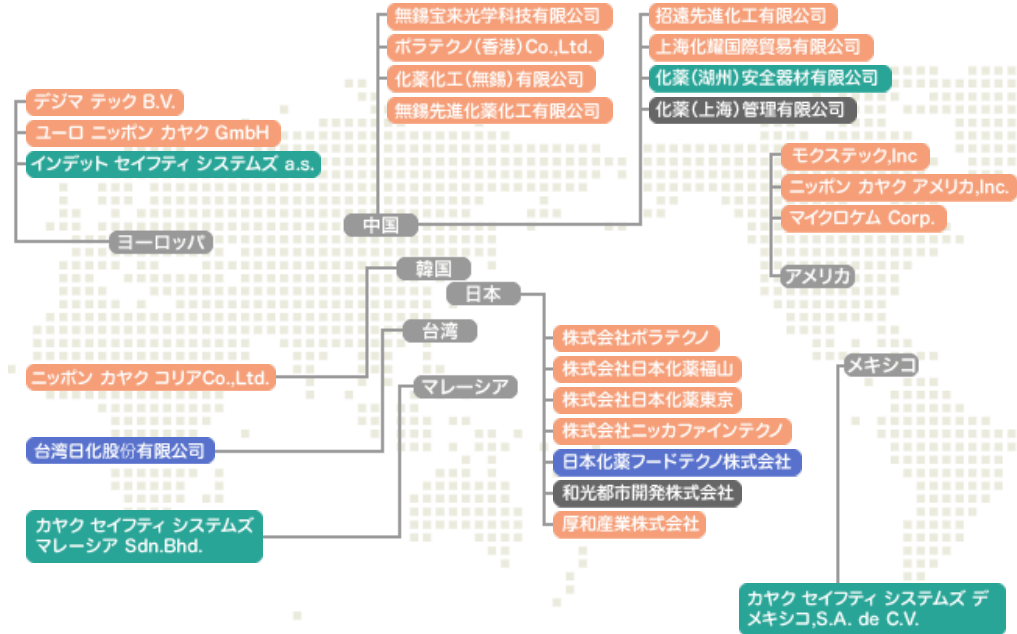 無錫宝来光学科技有限公司
ポラテクノ（香港）Co.,Ltd.
化薬化工（無錫）有限公司
無錫先進化薬化工有限公司
招遠先進化工有限公司
上海化耀国際貿易有限公司
化薬（湖州）安全器材有限公司
化薬（上海）管理有限公司
デジマ テック B.V.
ユーロ ニッポン カヤク GmbH
インデット セイフティ システムズ a.s.
ヨーロッパ
中国
モクステック,Inc
ニッポン カヤク アメリカ,Inc.
マイクロケム Corp.
アメリカ
韓国
日本
台湾
マレーシア
ニッポン カヤク コリアCo.,Ltd.
台湾日化股份有限公司
カヤク セイフティ システムズ
マレーシア Sdn.Bhd.
株式会社ポラテクノ
株式会社日本化薬福山
株式会社日本化薬東京
株式会社ニッカファインテクノ
日本化薬フードテクノ株式会社
和光都市開発株式会社
厚和産業株式会社
メキシコ
カヤク セイフティ システムズ デ
メキシコ,S.A. de C.V.